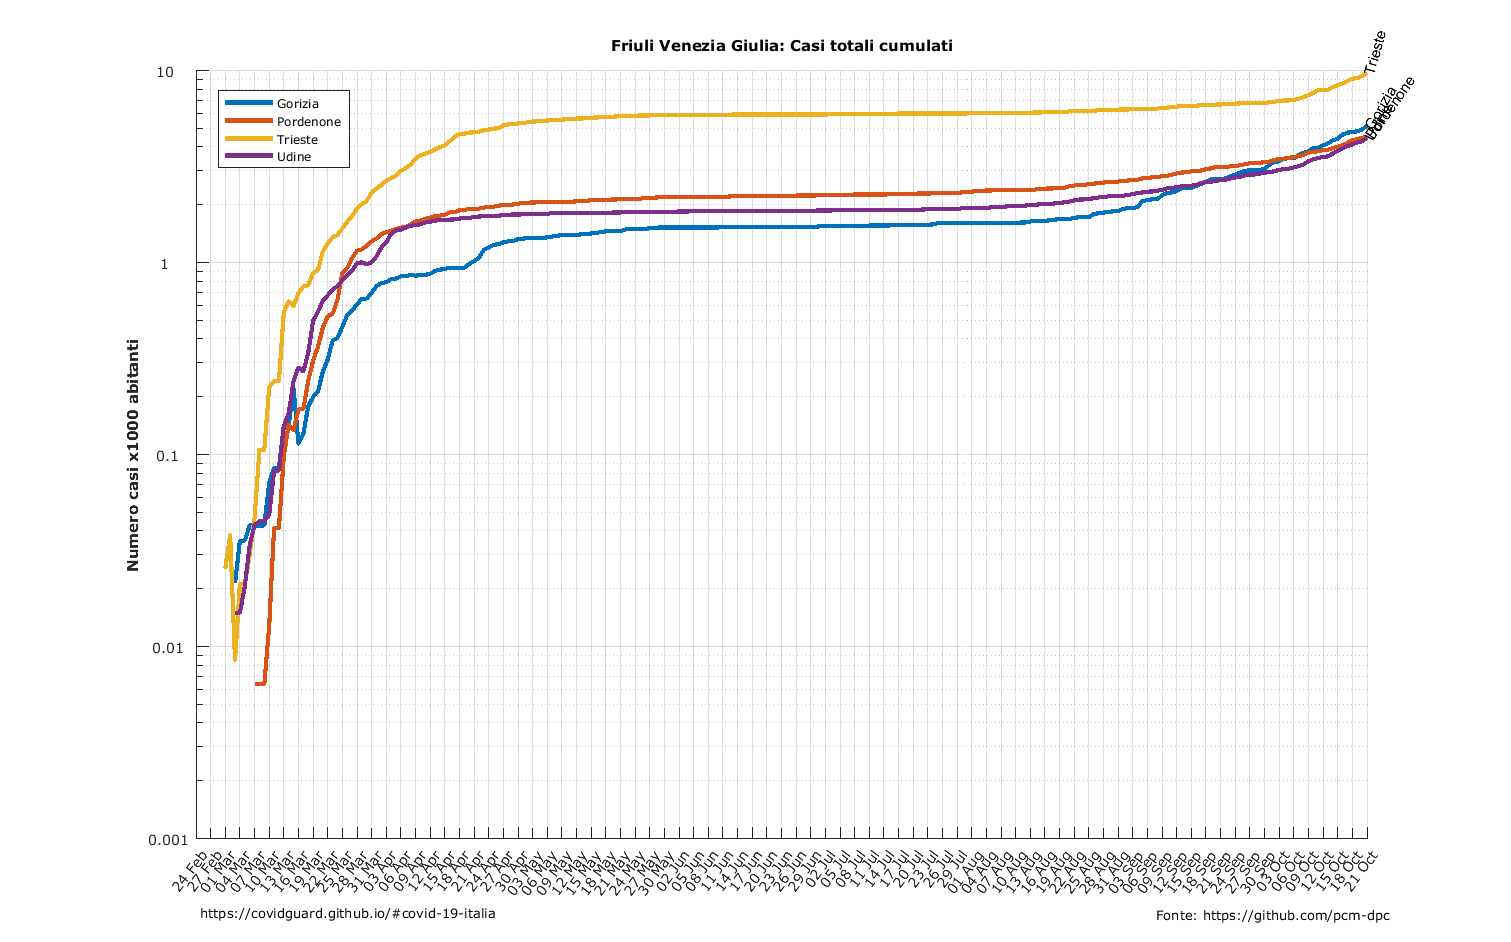 Friuli Venezia Giulia: Casi totali cumulati
Gorizia
Pordenone
Trieste
Udine
Trieste
Gorizia
Pordenone
Numero casi x1000 abitanti
10
1
0.1
0.01
0.001
24 Feb
27 Feb
01 Mar
04 Mar
07 Mar
10 Mar
13 Mar
16 Mar
19 Mar
22 Mar
25 Mar
28 Mar
31 Mar
03 Apr
06 Apr
09 Apr
12 Apr
15 Apr
18 Apr
21 Apr
24 Apr
27 Apr
30 Apr
03 May
06 May
09 May
12 May
15 May
18 May
21 May
24 May
27 May
30 May
02 Jun
05 Jun
08 Jun
11 Jun
14 Jun
17 Jun
20 Jun
23 Jun
26 Jun
29 Jun
02 Jul
05 Jul
08 Jul
11 Jul
14 Jul
17 Jul
20 Jul
23 Jul
26 Jul
29 Jul
01 Aug
04 Aug
07 Aug
10 Aug
13 Aug
16 Aug
19 Aug
22 Aug
25 Aug
28 Aug
31 Aug
03 Sep
06 Sep
09 Sep
12 Sep
15 Sep
18 Sep
21 Sep
24 Sep
27 Sep
30 Sep
03 Oct
06 Oct
09 Oct
12 Oct
15 Oct
18 Oct
21 Oct
https://covidguard.github.io/#covid-19-italia
Fonte: https://github.com/pcm-dpc